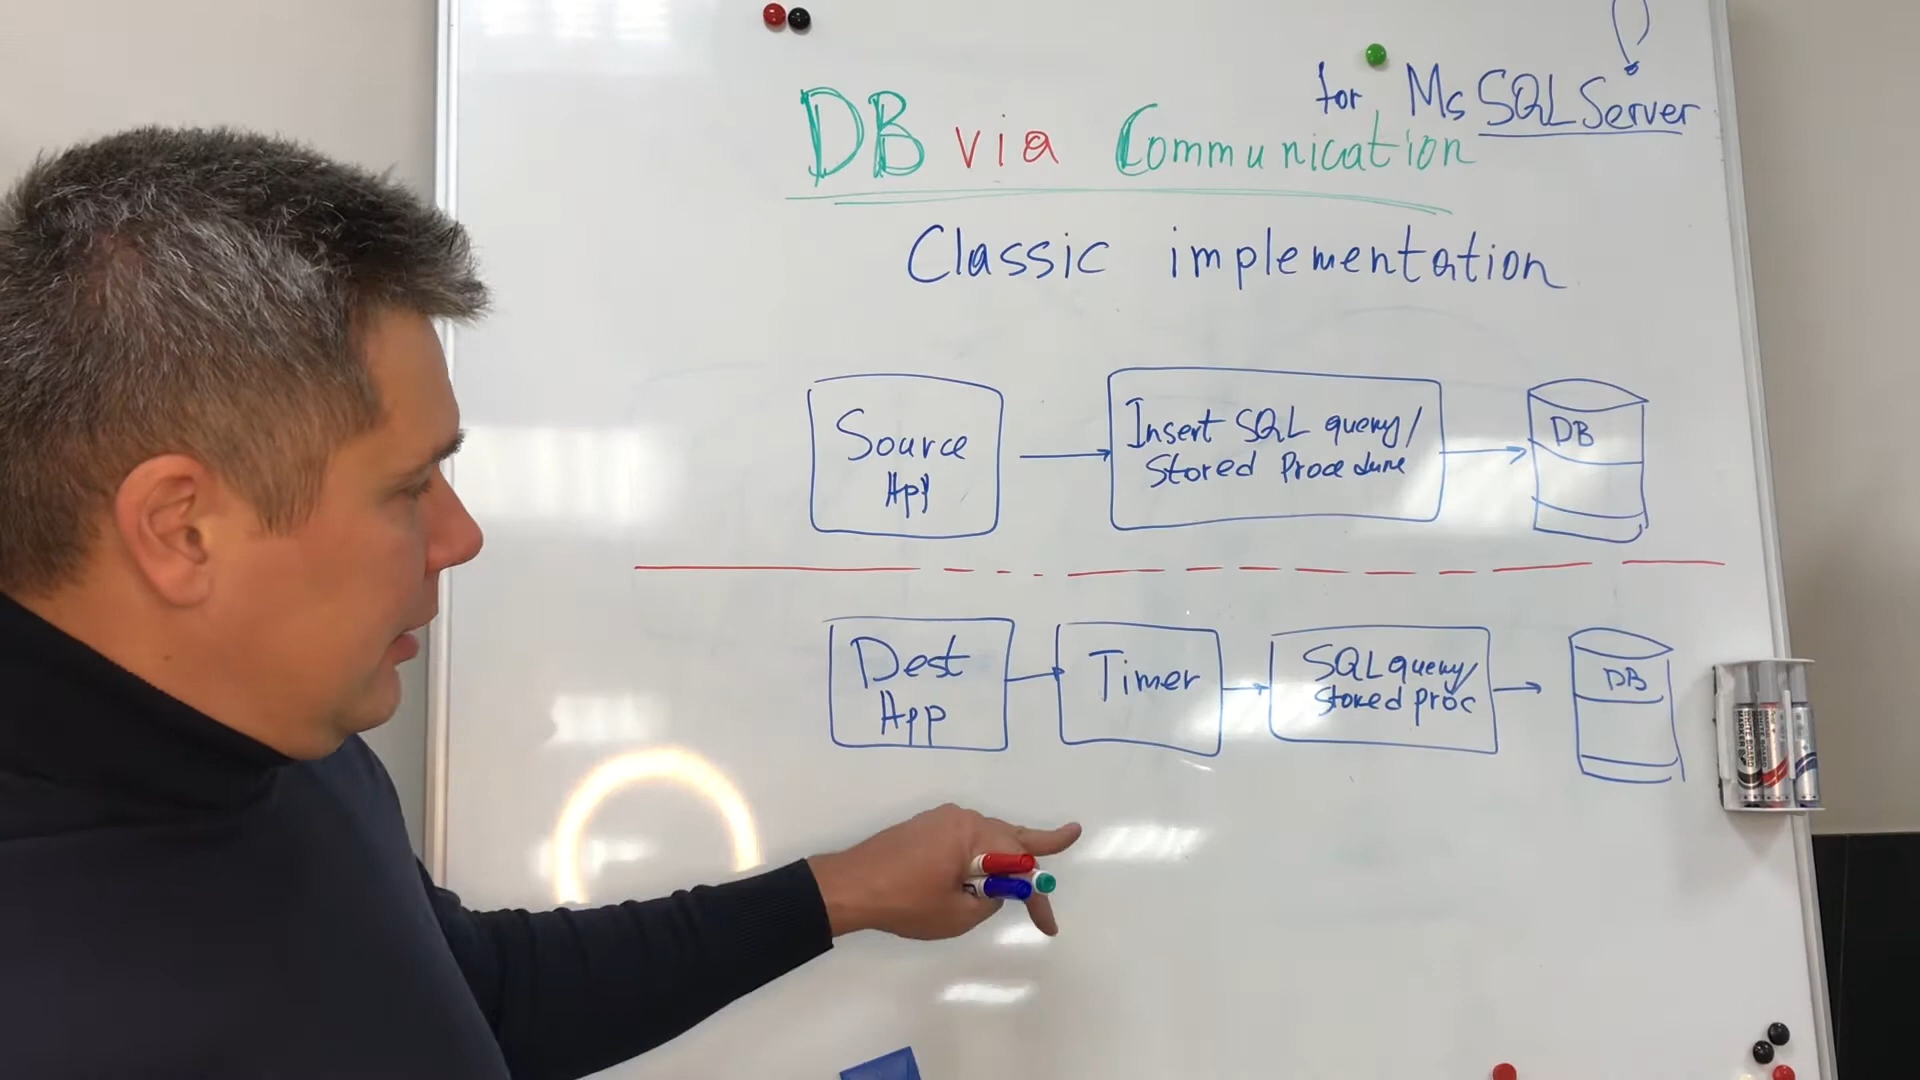 for MS SQL Server
DB via Communication
Classic implementation
Source
App
Insert SQL query/
Stored Procedure
DB
Dest
App
Timer
SQL query/
Stored proc
DB